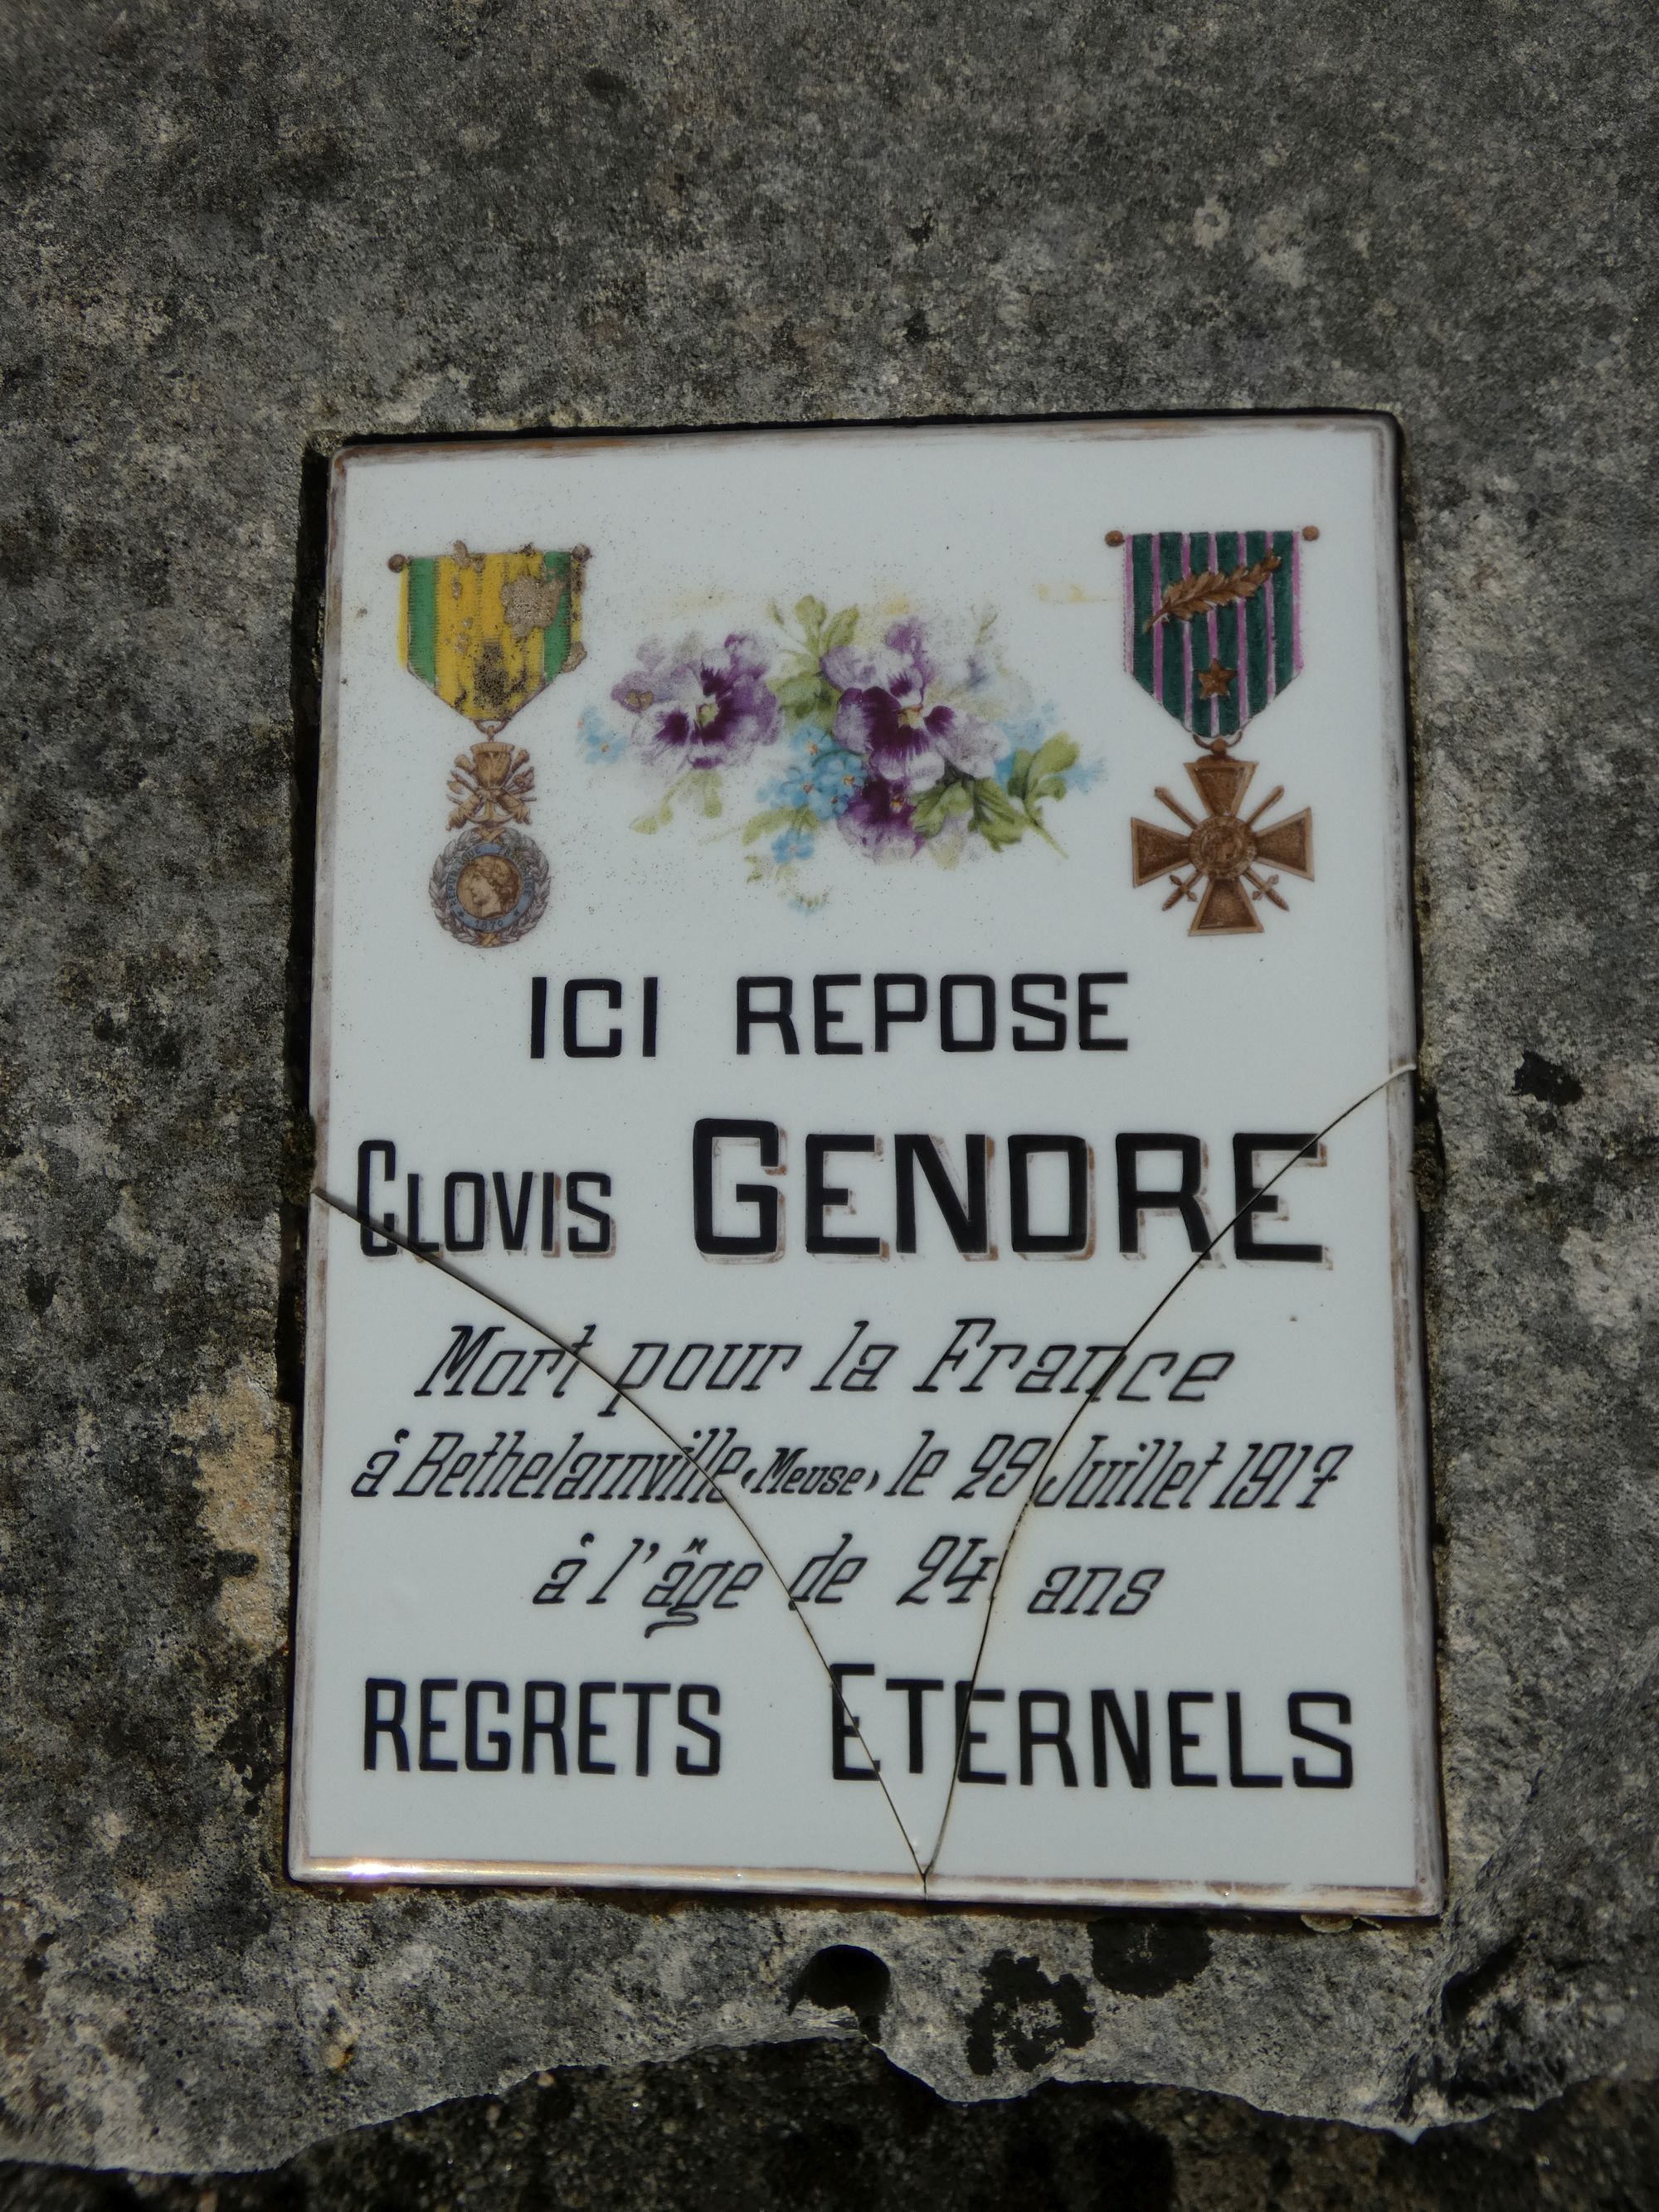 ICI REPOSE
CLOVIS GENDRE
Mort pour la France
à Bethelainville (Meuse) le 29 Juillet 1917
à l'âge de 24 ans
REGRETS ETERNELS
1870